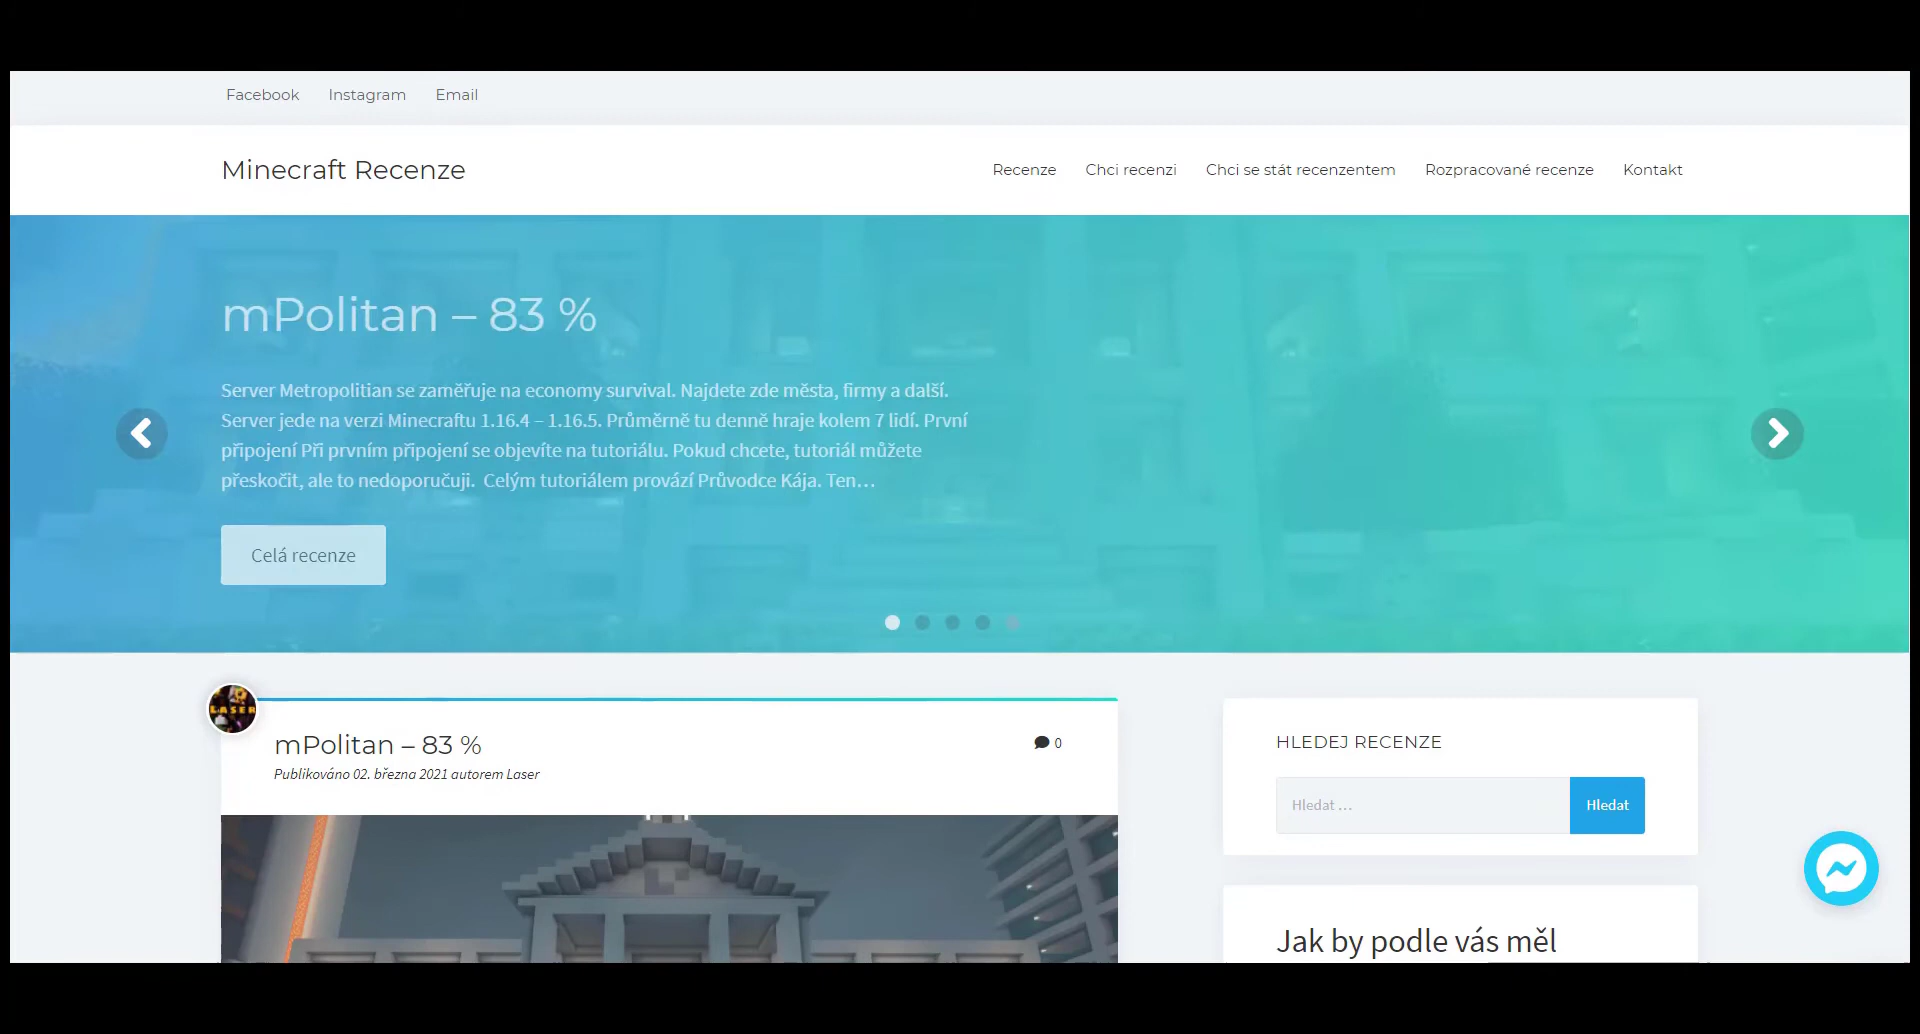 Facebook Instagram Email
Minecraft Recenze
Recenze Chci recenzi Chci se stát recenzentem Rozpracované recenze Kontakt
mPolitan – 83 %
Server Metropolitian se zaměřuje na economy survival. Najdete zde města, firmy a další.
Server jede na verzi Minecraftu 1.16.4 – 1.16.5. Průměrně tu denně hraje kolem 7 lidí. První
připojení Při prvním připojení se objevíte na tutoriálu. Pokud chcete, tutoriál můžete
přeskočit, ale to nedoporučuji. Celým tutoriálem provází Průvodce Kája. Ten…
Celá recenze
LASER
mPolitan – 83 %
0
Publikováno 02. března 2021 autorem Laser
HLEDEJ RECENZE
Hledat …
Hledat
Jak by podle vás měl